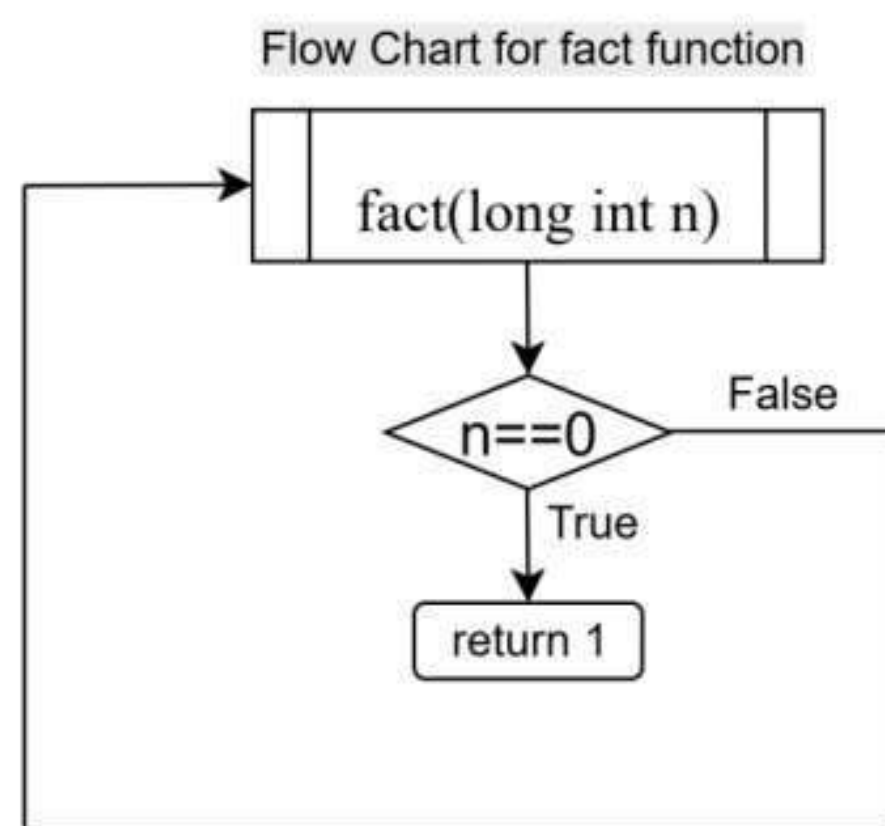 Flow Chart for fact function
fact(long int n)
n==0
False
True
return 1